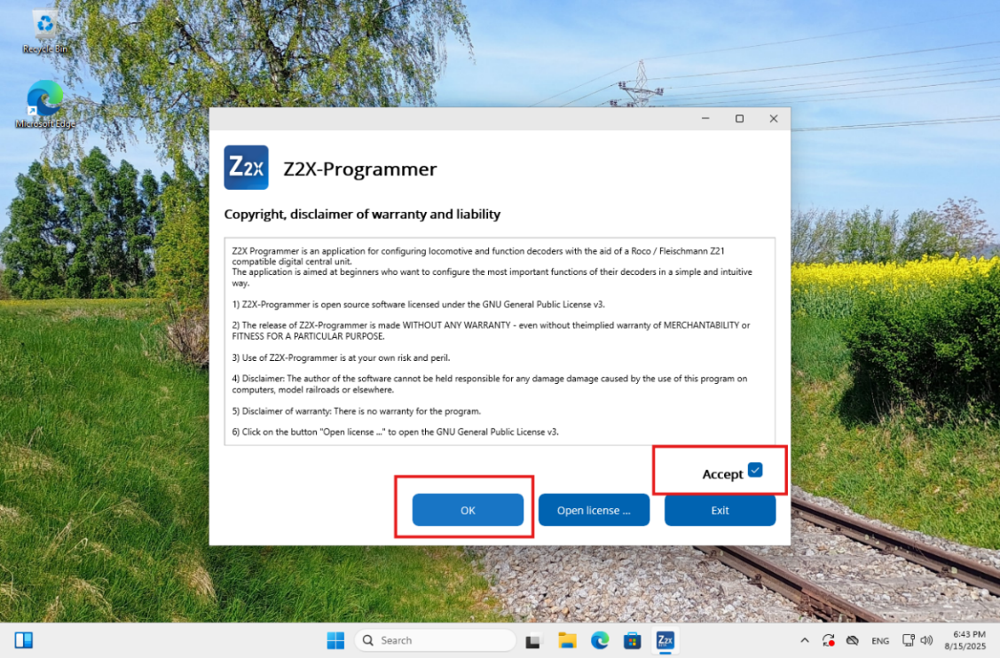 Recycle Bin
Microsoft Edge
Z2X
Z2X-Programmer
Copyright, disclaimer of warranty and liability
Z2X Programmer is an application for configuring locomotive and function decoders with the aid of a Roco / Fleischmann Z21
compatible digital central unit.
The application is aimed at beginners who want to configure the most important functions of their decoders in a simple and intuitive
way.
1) Z2X-Programmer is open source software licensed under the GNU General Public License v3.
2) The release of Z2X-Programmer is made WITHOUT ANY WARRANTY - even without theimplied warranty of MERCHANTABILITY or
FITNESS FOR A PARTICULAR PURPOSE.
3) Use of Z2X-Programmer is at your own risk and peril.
4) Disclaimer: The author of the software cannot be held responsible for any damage damage caused by the use of this program on
computers, model railroads or elsewhere.
5) Disclaimer of warranty: There is no warranty for the program.
6) Click on the button "Open license ..." to open the GNU General Public License v3.
Accept
OK
Open license ...
Exit
Search
Z2X
ENG
6:43 PM
8/15/2025